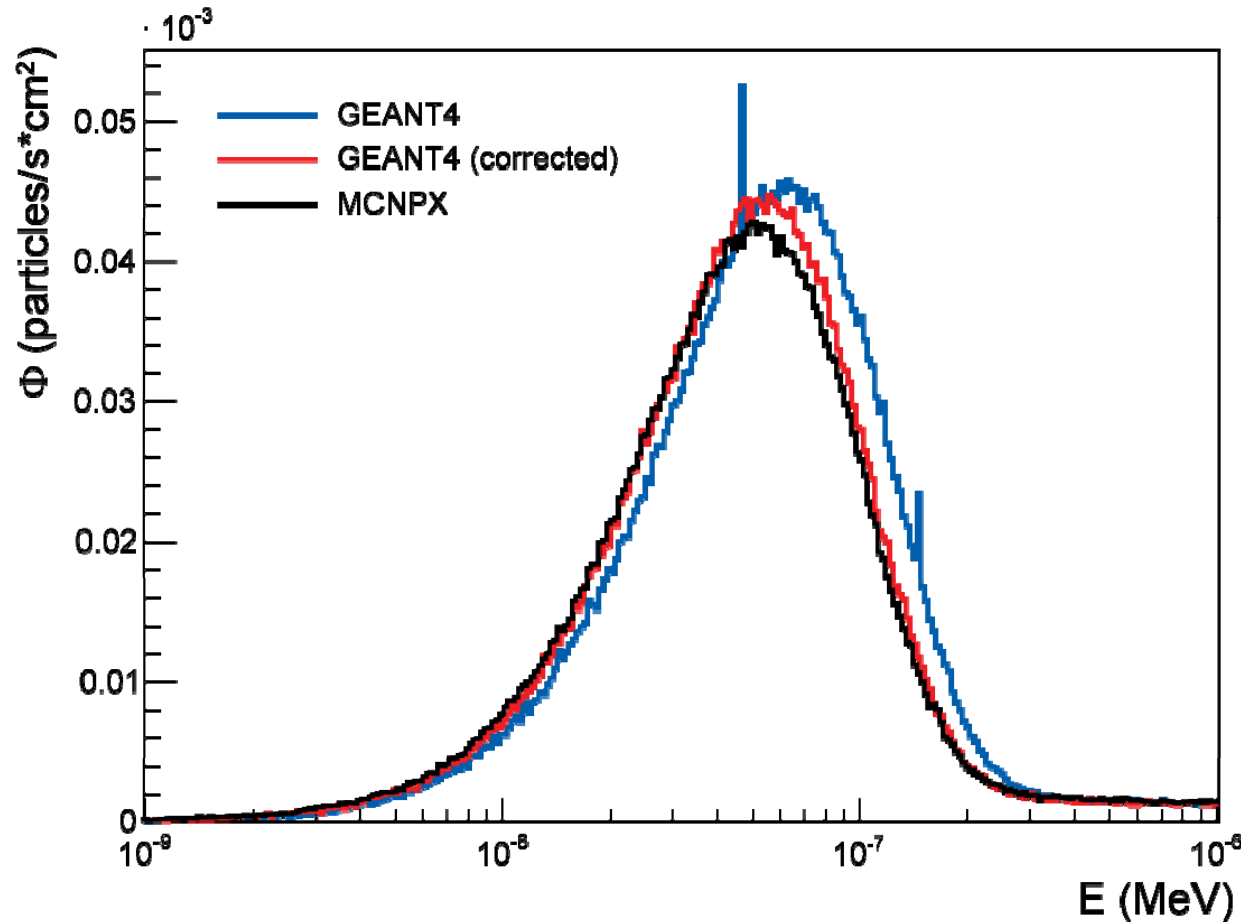 · 10⁻³
Φ (particles/s*cm²)
0.05
0.04
0.03
0.02
0.01
0
GEANT4
GEANT4 (corrected)
MCNPX
10⁻⁹
10⁻⁸
10⁻⁷
10⁻⁶
E (MeV)